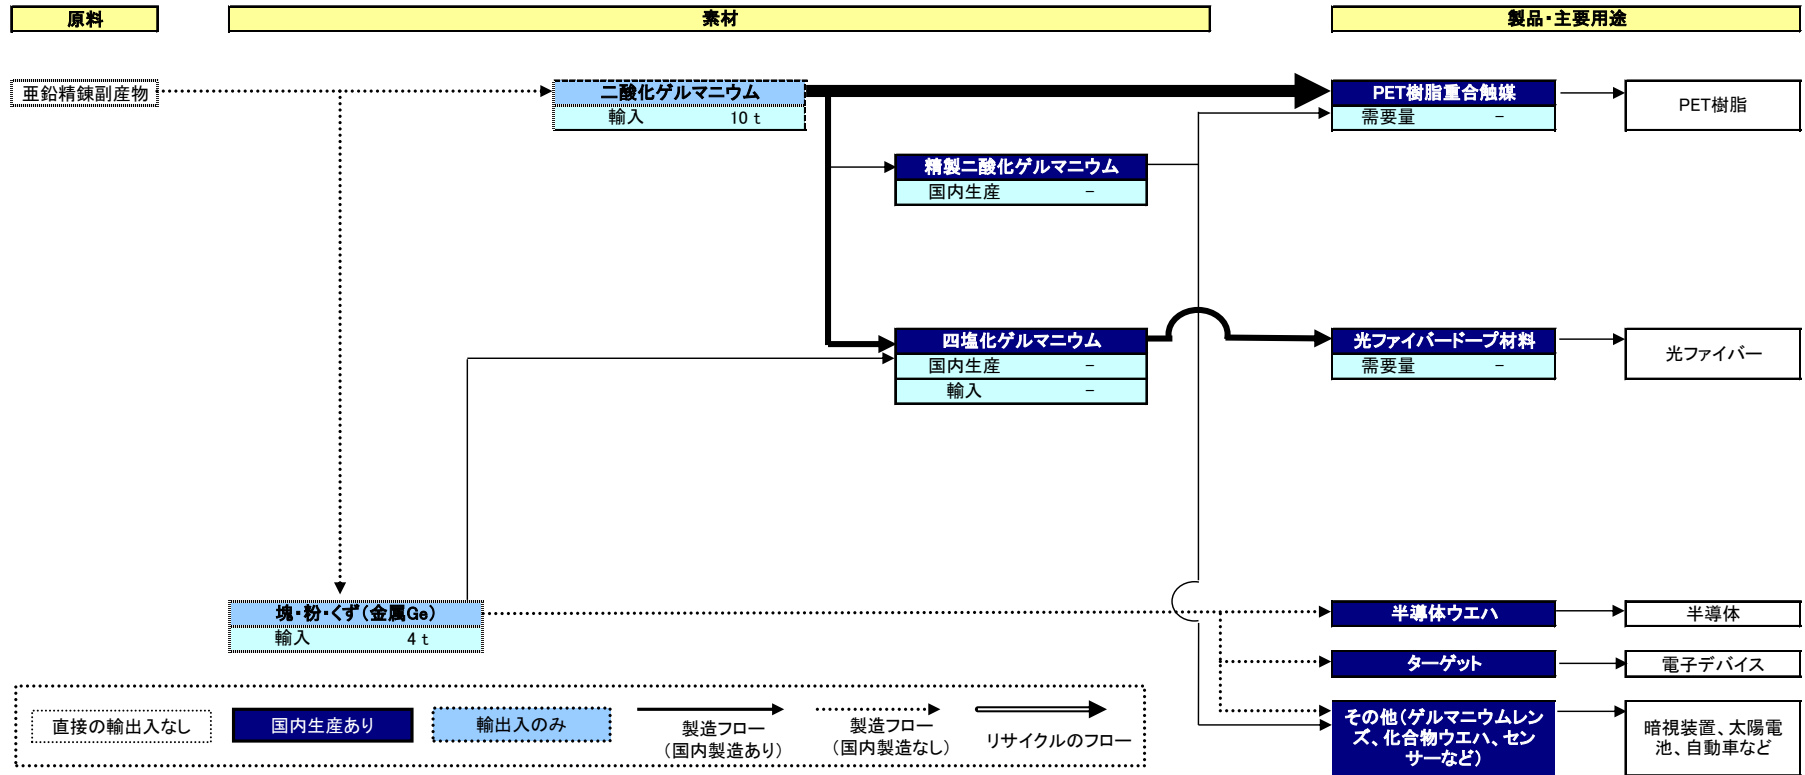 原料
素材
製品・主要用途
亜鉛精錬副産物
二酸化ゲルマニウム
輸入 10 t
PET樹脂重合触媒
需要量 －
PET樹脂
精製二酸化ゲルマニウム
国内生産 －
四塩化ゲルマニウム
国内生産 －
輸入 －
光ファイバードープ材料
需要量 －
光ファイバー
塊・粉・くず（金属Ge）
輸入 4 t
半導体ウエハ
半導体
ターゲット
電子デバイス
その他（ゲルマニウムレン
ズ、化合物ウエハ、セン
サーなど）
暗視装置、太陽電
池、自動車など
直接の輸出入なし
国内生産あり
輸出入のみ
製造フロー
（国内製造あり）
製造フロー
（国内製造なし）
リサイクルのフロー